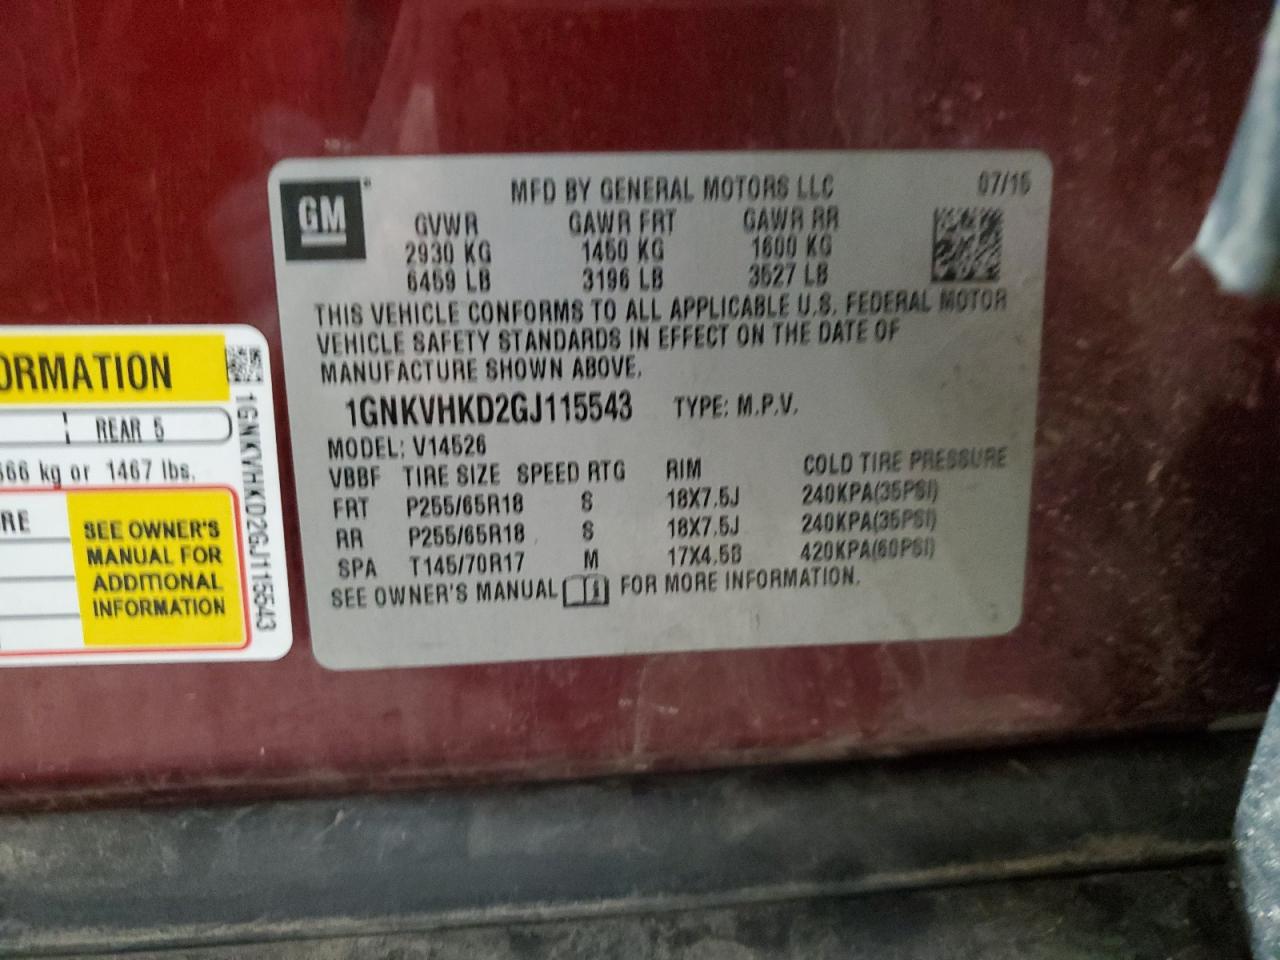 GM
MFD BY GENERAL MOTORS LLC 07/15
GVWR GAWR FRT GAWR RR
2930 KG 1450 KG 1600 KG
6459 LB 3196 LB 3527 LB
THIS VEHICLE CONFORMS TO ALL APPLICABLE U.S. FEDERAL MOTOR
VEHICLE SAFETY STANDARDS IN EFFECT ON THE DATE OF
MANUFACTURE SHOWN ABOVE.
1GNKVHKD2GJ115543 TYPE: M.P.V.
MODEL: V14526
VBBF TIRE SIZE SPEED RTG RIM COLD TIRE PRESSURE
FRT P255/65R18 S 18X7.5J 240KPA(35PSI)
RR P255/65R18 S 18X7.5J 240KPA(35PSI)
SPA T145/70R17 M 17X4.5B 420KPA(60PSI)
SEE OWNER'S MANUAL FOR MORE INFORMATION.
ORMATION
REAR 5
666 kg or 1467 lbs.
RE
SEE OWNER'S
MANUAL FOR
ADDITIONAL
INFORMATION
1GNKVHKD2GJ115543